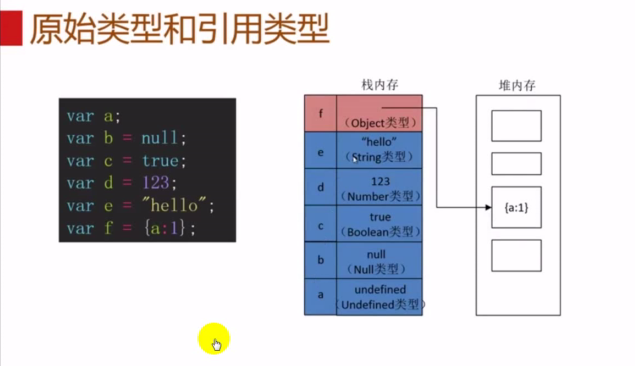 原始类型和引用类型
var a;
var b = null;
var c = true;
var d = 123;
var e = "hello";
var f = {a:1};
栈内存
f
（Object类型）
e
“hello”
（String类型）
d
123
（Number类型）
c
true
（Boolean类型）
b
null
（Null类型）
a
undefined
（Undefined类型）
堆内存
{a:1}